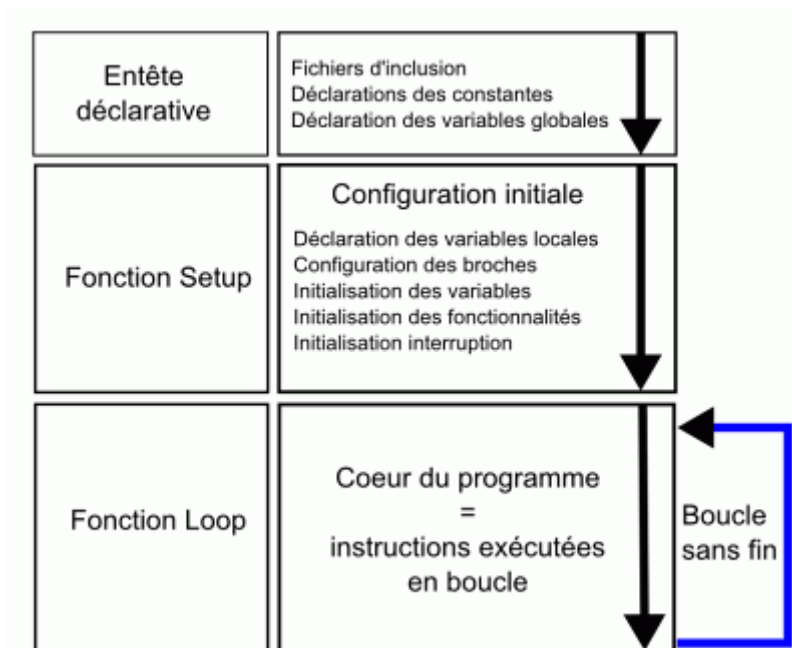 Entête
déclarative
Fichiers d'inclusion
Déclarations des constantes
Déclaration des variables globales
Fonction Setup
Configuration initiale
Déclaration des variables locales
Configuration des broches
Initialisation des variables
Initialisation des fonctionnalités
Initialisation interruption
Fonction Loop
Coeur du programme
=
instructions exécutées
en boucle
Boucle
sans fin